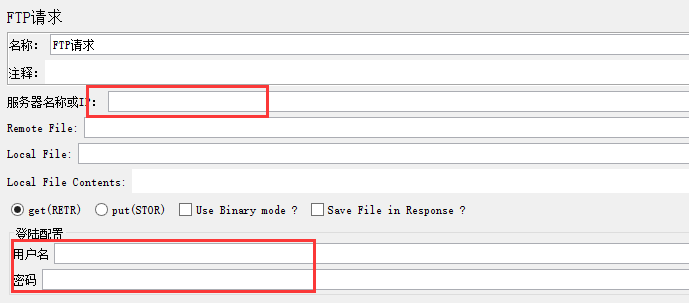 FTP请求
名称： FTP请求
注释：
服务器名称或IP：
Remote File:
Local File:
Local File Contents:
get(RETR) put(STOR) Use Binary mode ? Save File in Response ?
登陆配置
用户名
密码